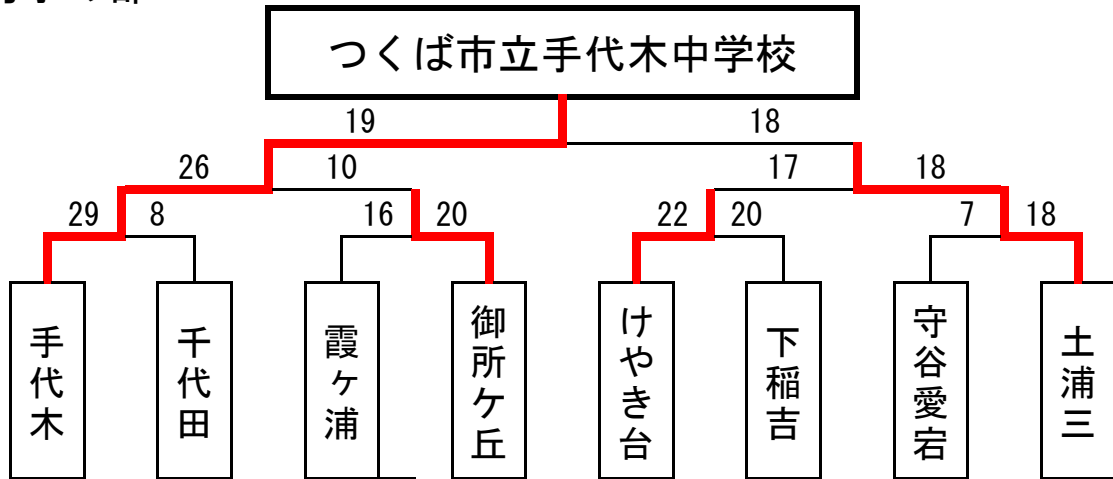 つくば市立手代木中学校
19 18
26 10 17 18
29 8 16 20 22 20 7 18
手代木
千代田
霞ヶ浦
御所ケ丘
けやき台
下稲吉
守谷愛宕
土浦三